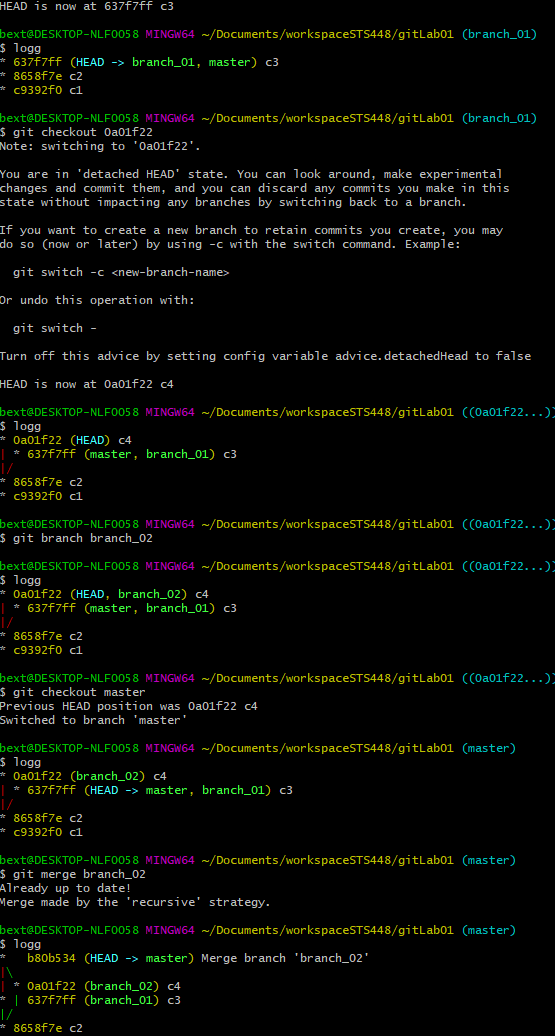 HEAD is now at 637f7ff c3
bext@DESKTOP-NLF0O58 MINGW64 ~/Documents/workspaceSTS448/gitLab01 (branch_01)
$ logg
* 637f7ff (HEAD -> branch_01, master) c3
* 8658f7e c2
* c9392f0 c1
bext@DESKTOP-NLF0O58 MINGW64 ~/Documents/workspaceSTS448/gitLab01 (branch_01)
$ git checkout 0a01f22
Note: switching to '0a01f22'.
You are in 'detached HEAD' state. You can look around, make experimental
changes and commit them, and you can discard any commits you make in this
state without impacting any branches by switching back to a branch.
If you want to create a new branch to retain commits you create, you may
do so (now or later) by using -c with the switch command. Example:
git switch -c <new-branch-name>
Or undo this operation with:
git switch -
Turn off this advice by setting config variable advice.detachedHead to false
HEAD is now at 0a01f22 c4
bext@DESKTOP-NLF0O58 MINGW64 ~/Documents/workspaceSTS448/gitLab01 ((0a01f22...))
$ logg
* 0a01f22 (HEAD) c4
| * 637f7ff (master, branch_01) c3
|/
* 8658f7e c2
* c9392f0 c1
bext@DESKTOP-NLF0O58 MINGW64 ~/Documents/workspaceSTS448/gitLab01 ((0a01f22...))
$ git branch branch_02
bext@DESKTOP-NLF0O58 MINGW64 ~/Documents/workspaceSTS448/gitLab01 ((0a01f22...))
$ logg
* 0a01f22 (HEAD, branch_02) c4
| * 637f7ff (master, branch_01) c3
|/
* 8658f7e c2
* c9392f0 c1
bext@DESKTOP-NLF0O58 MINGW64 ~/Documents/workspaceSTS448/gitLab01 ((0a01f22...))
$ git checkout master
Previous HEAD position was 0a01f22 c4
Switched to branch 'master'
bext@DESKTOP-NLF0O58 MINGW64 ~/Documents/workspaceSTS448/gitLab01 (master)
$ logg
* 0a01f22 (branch_02) c4
| * 637f7ff (HEAD -> master, branch_01) c3
|/
* 8658f7e c2
* c9392f0 c1
bext@DESKTOP-NLF0O58 MINGW64 ~/Documents/workspaceSTS448/gitLab01 (master)
$ git merge branch_02
Already up to date!
Merge made by the 'recursive' strategy.
bext@DESKTOP-NLF0O58 MINGW64 ~/Documents/workspaceSTS448/gitLab01 (master)
$ logg
*   b80b534 (HEAD -> master) Merge branch 'branch_02'
|\
| * 0a01f22 (branch_02) c4
* | 637f7ff (branch_01) c3
|/
* 8658f7e c2